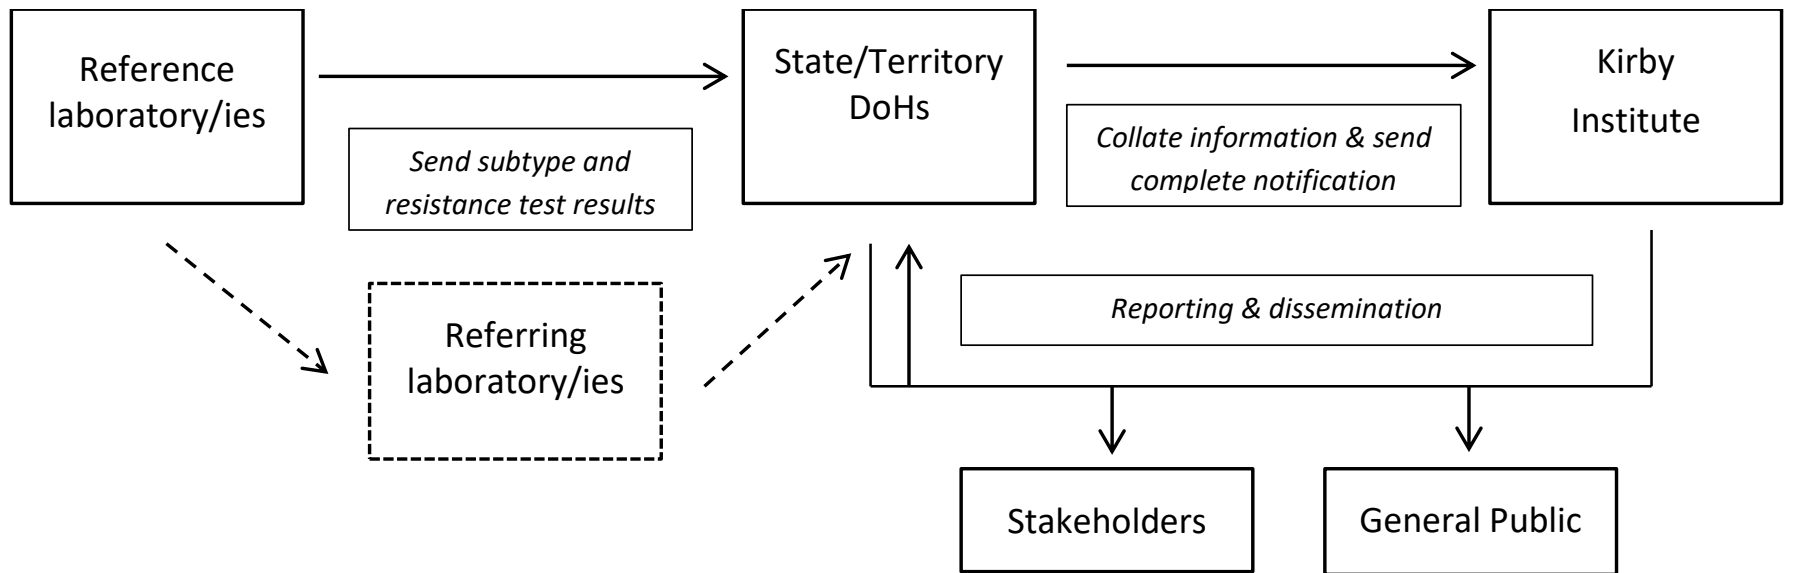 Reference
laboratory/ies
State/Territory
DoHs
Kirby
Institute
Send subtype and
resistance test results
Collate information & send
complete notification
Referring
laboratory/ies
Reporting & dissemination
Stakeholders
General Public